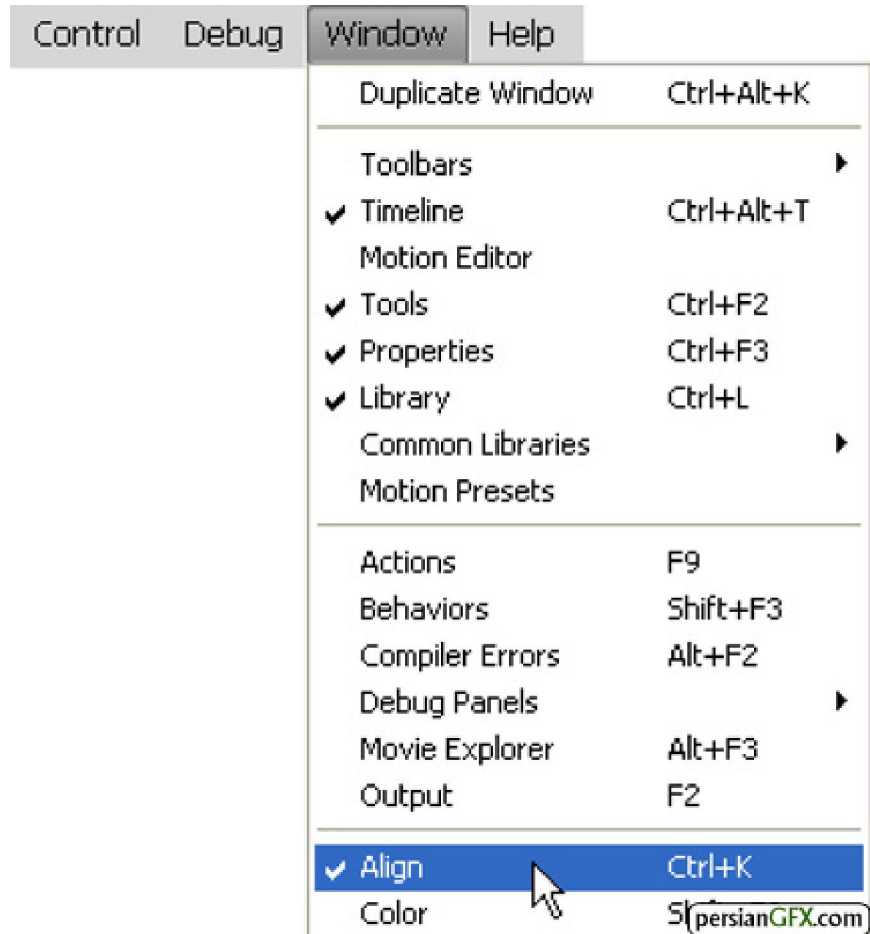 Control Debug Window Help
Duplicate Window Ctrl+Alt+K
Toolbars
Timeline Ctrl+Alt+T
Motion Editor
Tools Ctrl+F2
Properties Ctrl+F3
Library Ctrl+L
Common Libraries
Motion Presets
Actions F9
Behaviors Shift+F3
Compiler Errors Alt+F2
Debug Panels
Movie Explorer Alt+F3
Output F2
Align Ctrl+K
Color
persianGFX.com